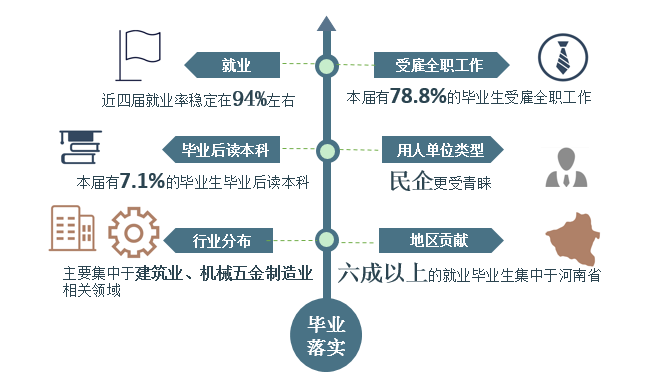 就业
近四届就业率稳定在94%左右
受雇全职工作
本届有78.8%的毕业生受雇全职工作
毕业后读本科
本届有7.1%的毕业生毕业后读本科
用人单位类型
民企更受青睐
行业分布
主要集中于建筑业、机械五金制造业
相关领域
地区贡献
六成以上的就业毕业生集中于河南省
毕业
落实